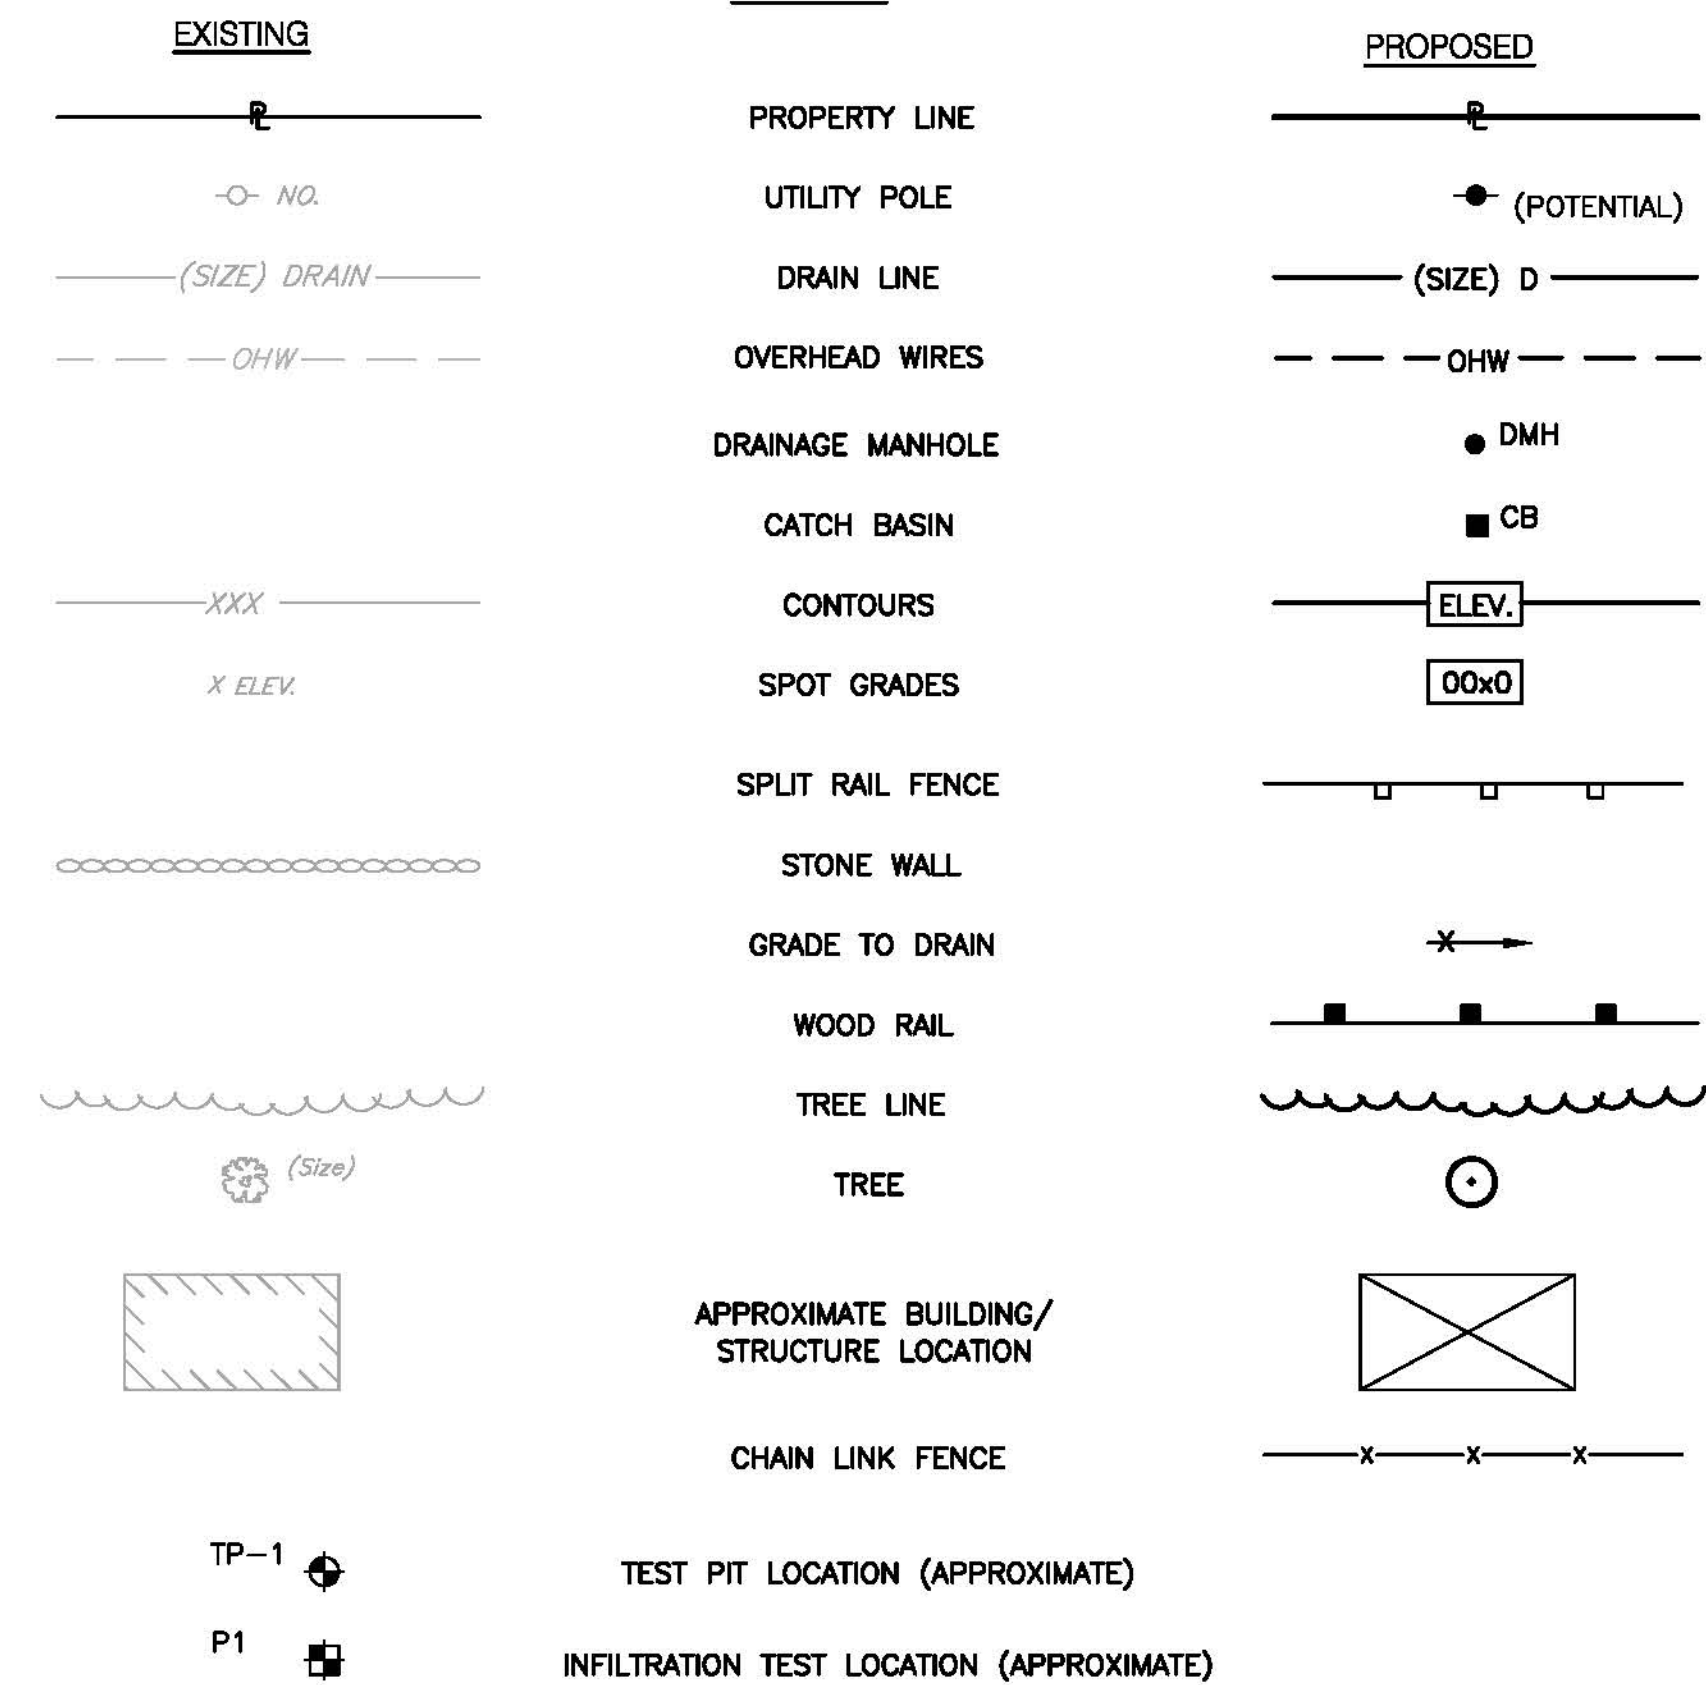 EXISTING
PROPOSED
PL PROPERTY LINE PL
NO. UTILITY POLE (POTENTIAL)
(SIZE) DRAIN DRAIN LINE (SIZE) D
OHW OVERHEAD WIRES OHW
DRAINAGE MANHOLE DMH
CATCH BASIN CB
XXX CONTOURS ELEV.
X ELEV. SPOT GRADES 00x0
SPLIT RAIL FENCE
STONE WALL
GRADE TO DRAIN X
WOOD RAIL
TREE LINE
(Size) TREE
APPROXIMATE BUILDING/
STRUCTURE LOCATION
CHAIN LINK FENCE X X X
TP-1 TEST PIT LOCATION (APPROXIMATE)
P1 INFILTRATION TEST LOCATION (APPROXIMATE)